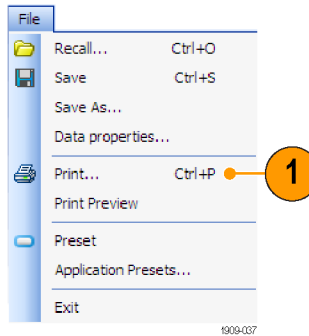 File
Recall... Ctrl+O
Save Ctrl+S
Save As...
Data properties...
Print... Ctrl+P 1
Print Preview
Preset
Application Presets...
Exit
1909-037